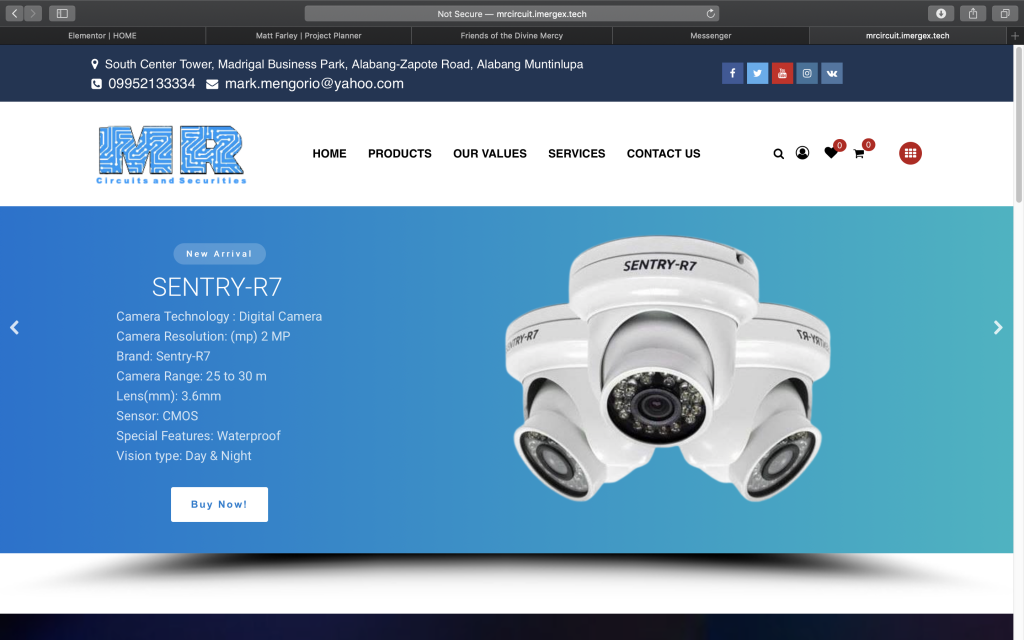 Not Secure — mrcircuit.imergex.tech
Elementor | HOME
Matt Farley | Project Planner
Friends of the Divine Mercy
Messenger
mrcircuit.imergex.tech
South Center Tower, Madrigal Business Park, Alabang-Zapote Road, Alabang Muntinlupa
09952133334 mark.mengorio@yahoo.com
MR
Circuits and Securities
HOME PRODUCTS OUR VALUES SERVICES CONTACT US
0 0
New Arrival
SENTRY-R7
Camera Technology : Digital Camera
Camera Resolution: (mp) 2 MP
Brand: Sentry-R7
Camera Range: 25 to 30 m
Lens(mm): 3.6mm
Sensor: CMOS
Special Features: Waterproof
Vision type: Day & Night
Buy Now!
SENTRY-R7